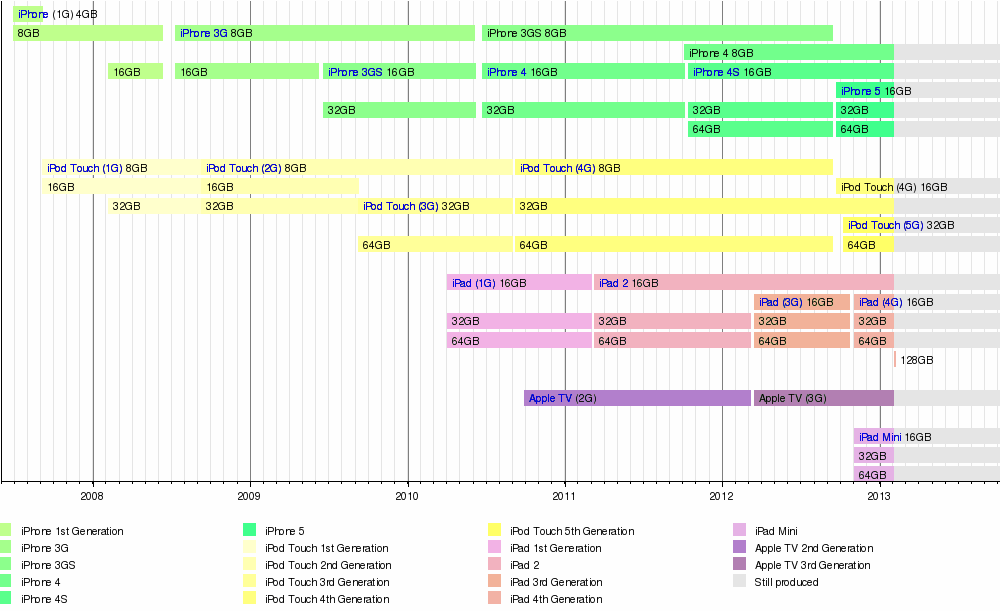 iPhone (1G) 4GB
8GB iPhone 3G 8GB iPhone 3GS 8GB
iPhone 4 8GB
16GB 16GB iPhone 3GS 16GB iPhone 4 16GB iPhone 4S 16GB
iPhone 5 16GB
32GB 32GB 32GB 32GB
64GB 64GB
iPod Touch (1G) 8GB iPod Touch (2G) 8GB iPod Touch (4G) 8GB
16GB 16GB iPod Touch (4G) 16GB
32GB 32GB iPod Touch (3G) 32GB 32GB
iPod Touch (5G) 32GB
64GB 64GB 64GB
iPad (1G) 16GB iPad 2 16GB
iPad (3G) 16GB iPad (4G) 16GB
32GB 32GB 32GB 32GB
64GB 64GB 64GB 64GB
128GB
Apple TV (2G) Apple TV (3G)
iPad Mini 16GB
32GB
64GB
2008 2009 2010 2011 2012 2013
iPhone 1st Generation
iPhone 3G
iPhone 3GS
iPhone 4
iPhone 4S
iPhone 5
iPod Touch 1st Generation
iPod Touch 2nd Generation
iPod Touch 3rd Generation
iPod Touch 4th Generation
iPod Touch 5th Generation
iPad 1st Generation
iPad 2
iPad 3rd Generation
iPad 4th Generation
iPad Mini
Apple TV 2nd Generation
Apple TV 3rd Generation
Still produced